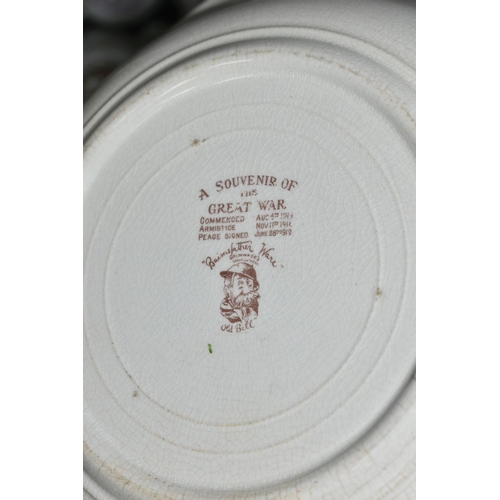 A SOUVENIR OF
THE
GREAT WAR
COMMENCED AUG 4TH 1914
ARMISTICE NOV 11TH 1918
PEACE SIGNED JUNE 28TH 1919
"Bairnsfather Ware"
GRIMWADES
Old Bill